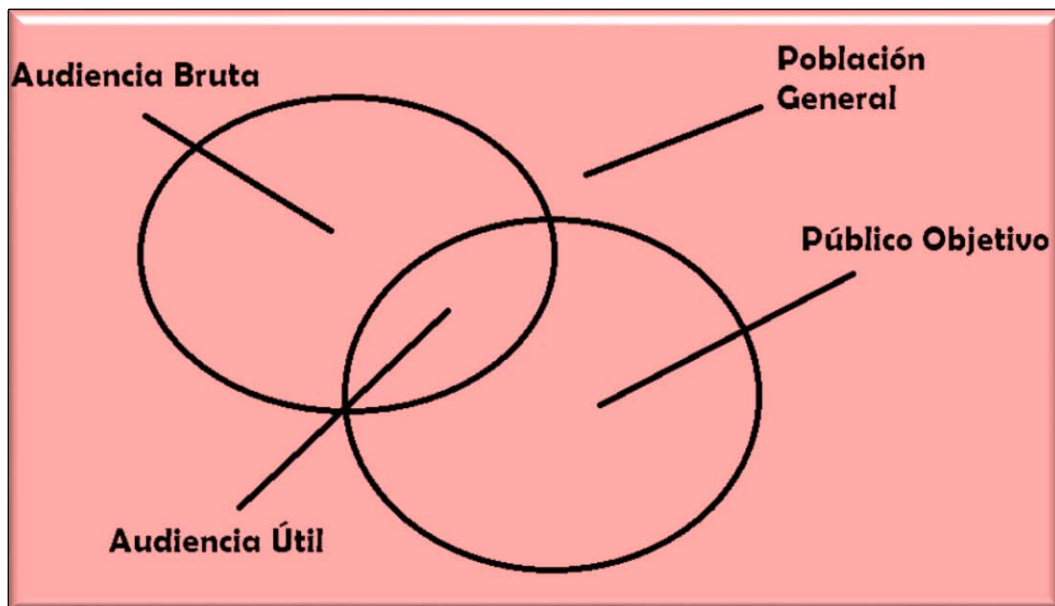 Audiencia Bruta
Población
General
Público Objetivo
Audiencia Útil